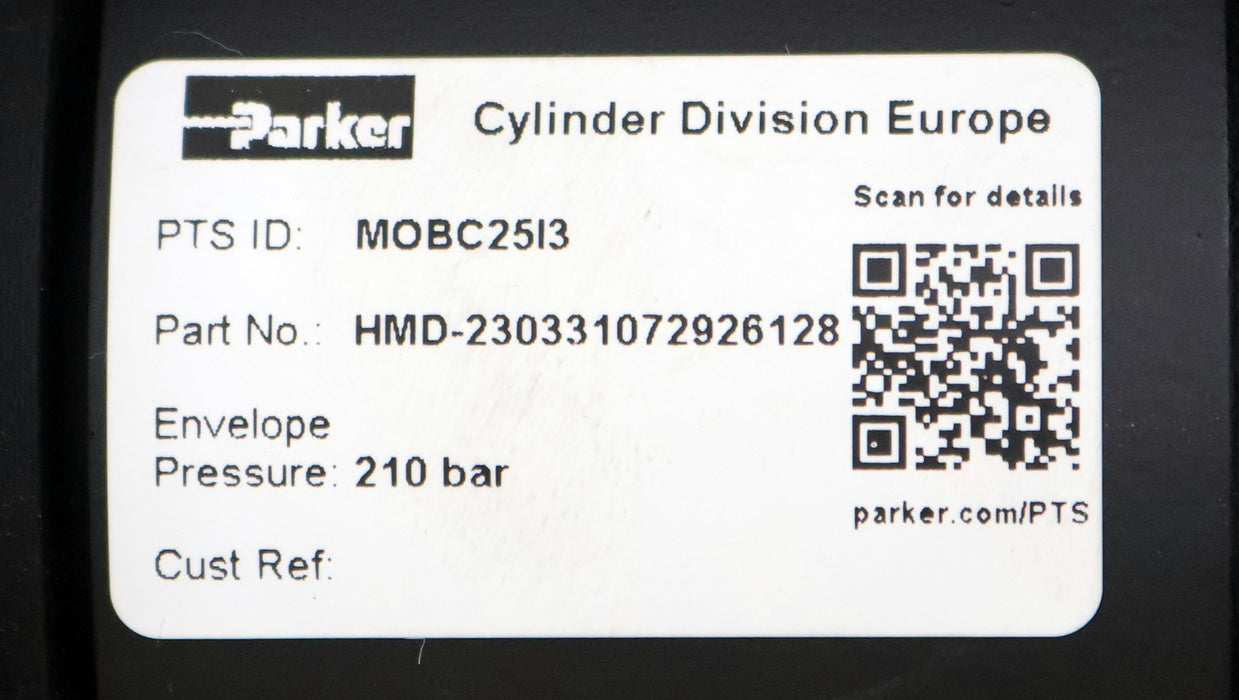 Parker
Cylinder Division Europe
Scan for details
PTS ID: MOBC25I3
Part No.: HMD-230331072926128
Envelope
Pressure: 210 bar
parker.com/PTS
Cust Ref: